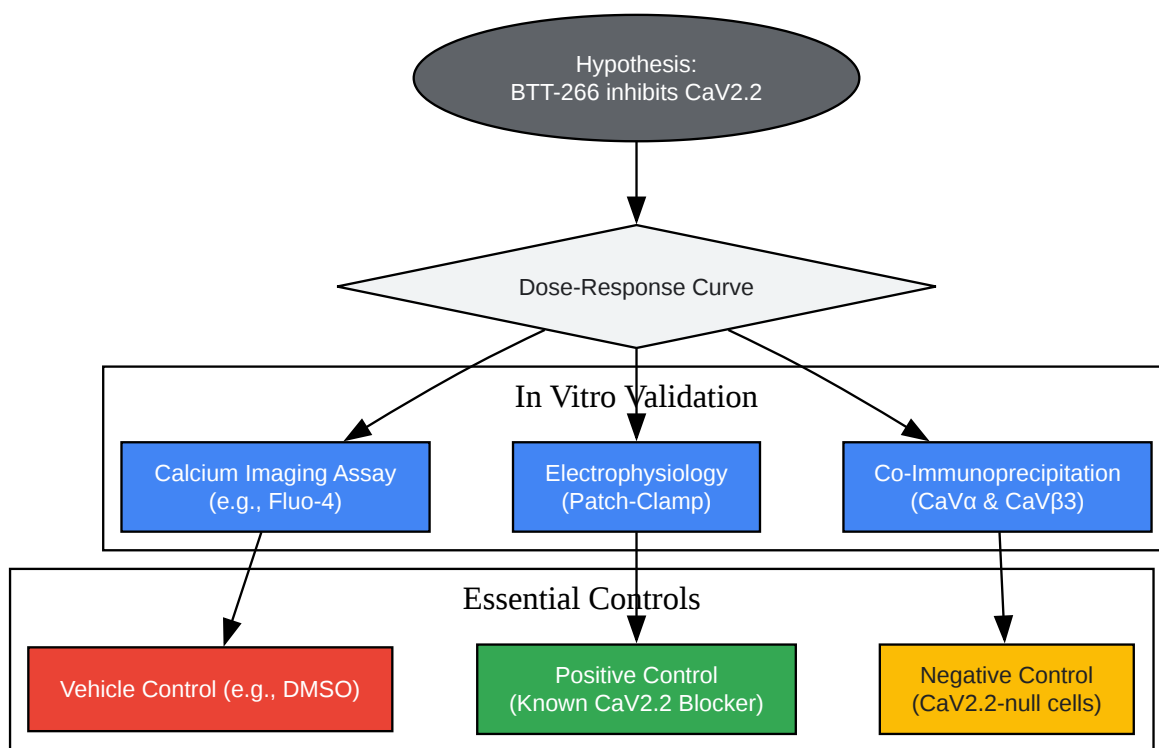 Hypothesis:
BTT-266 inhibits CaV2.2
Dose-Response Curve
In Vitro Validation
Calcium Imaging Assay
(e.g., Fluo-4)
Electrophysiology
(Patch-Clamp)
Co-Immunoprecipitation
(CaVα & CaVβ3)
Essential Controls
Vehicle Control (e.g., DMSO)
Positive Control
(Known CaV2.2 Blocker)
Negative Control
(CaV2.2-null cells)